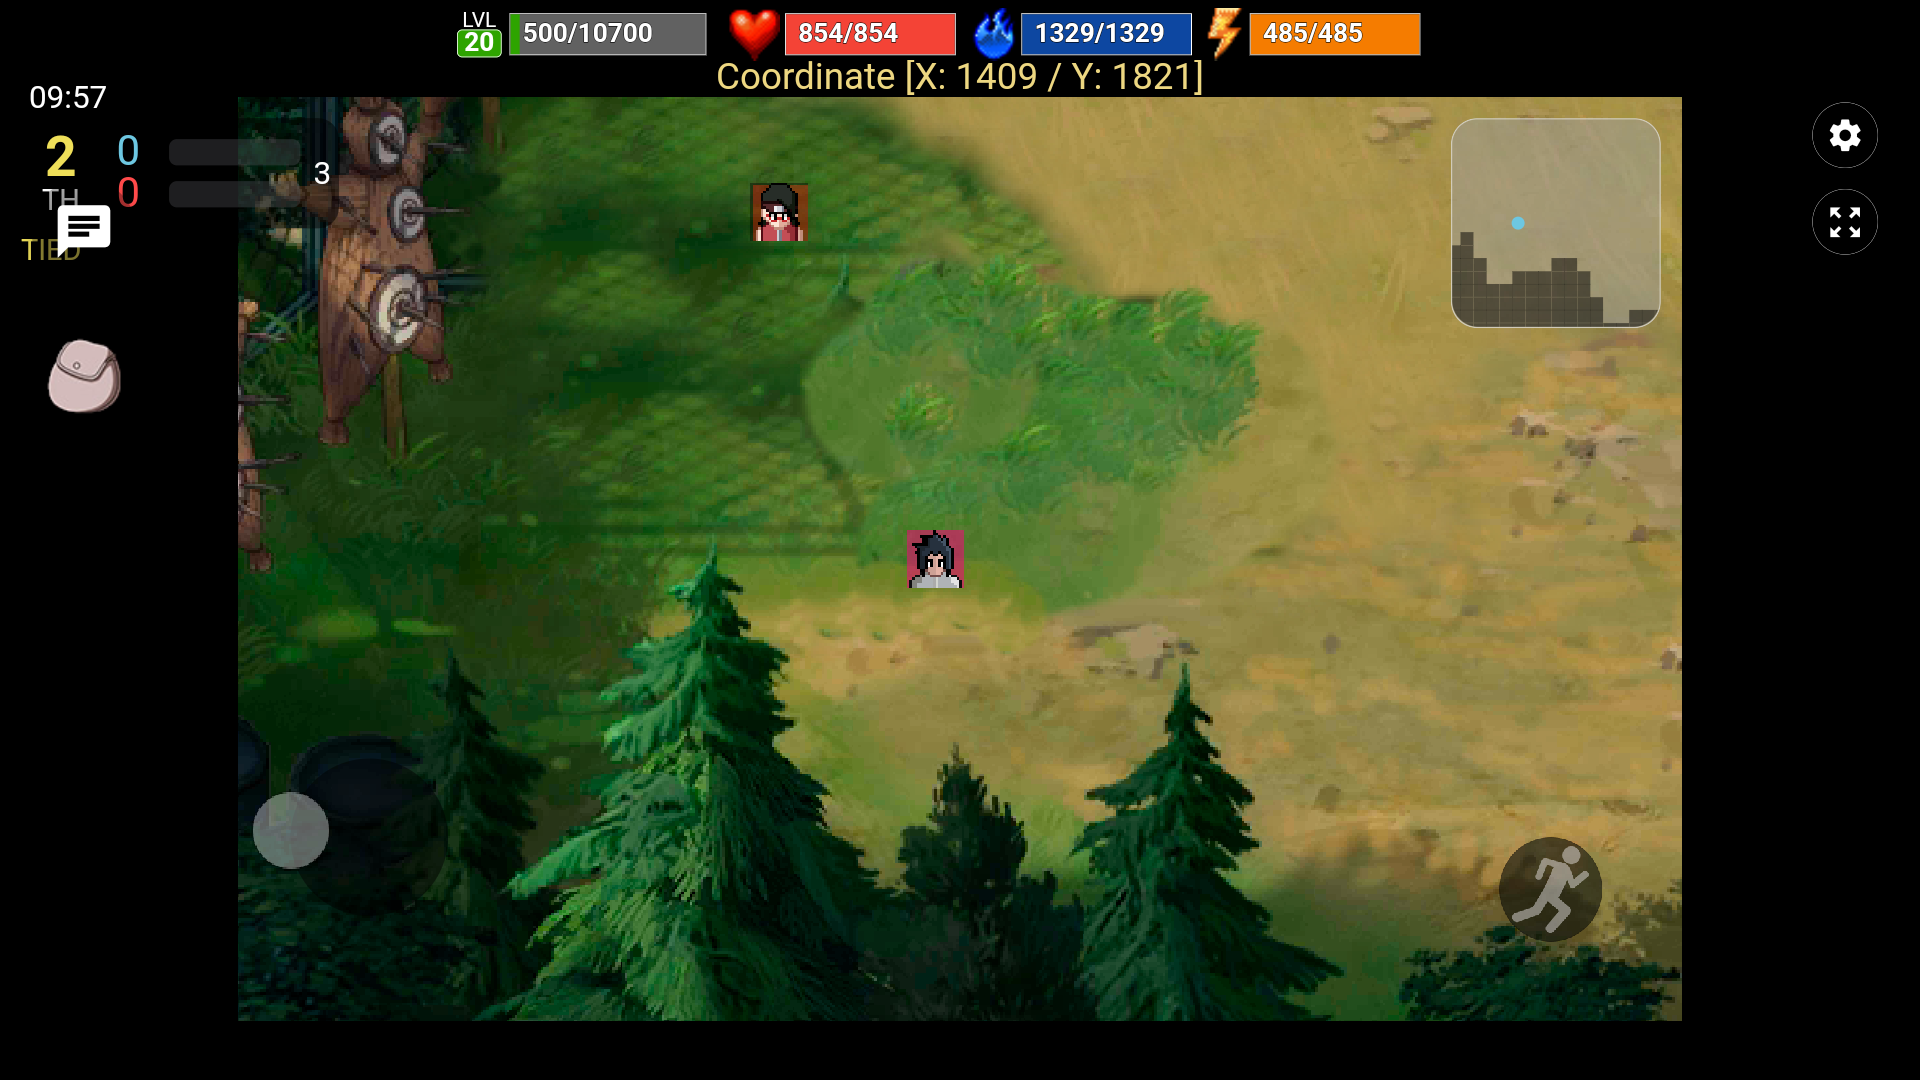 LVL
20
500/10700
854/854
1329/1329
485/485
Coordinate [X: 1409 / Y: 1821]
09:57
2
0
3
TH
0
TIED